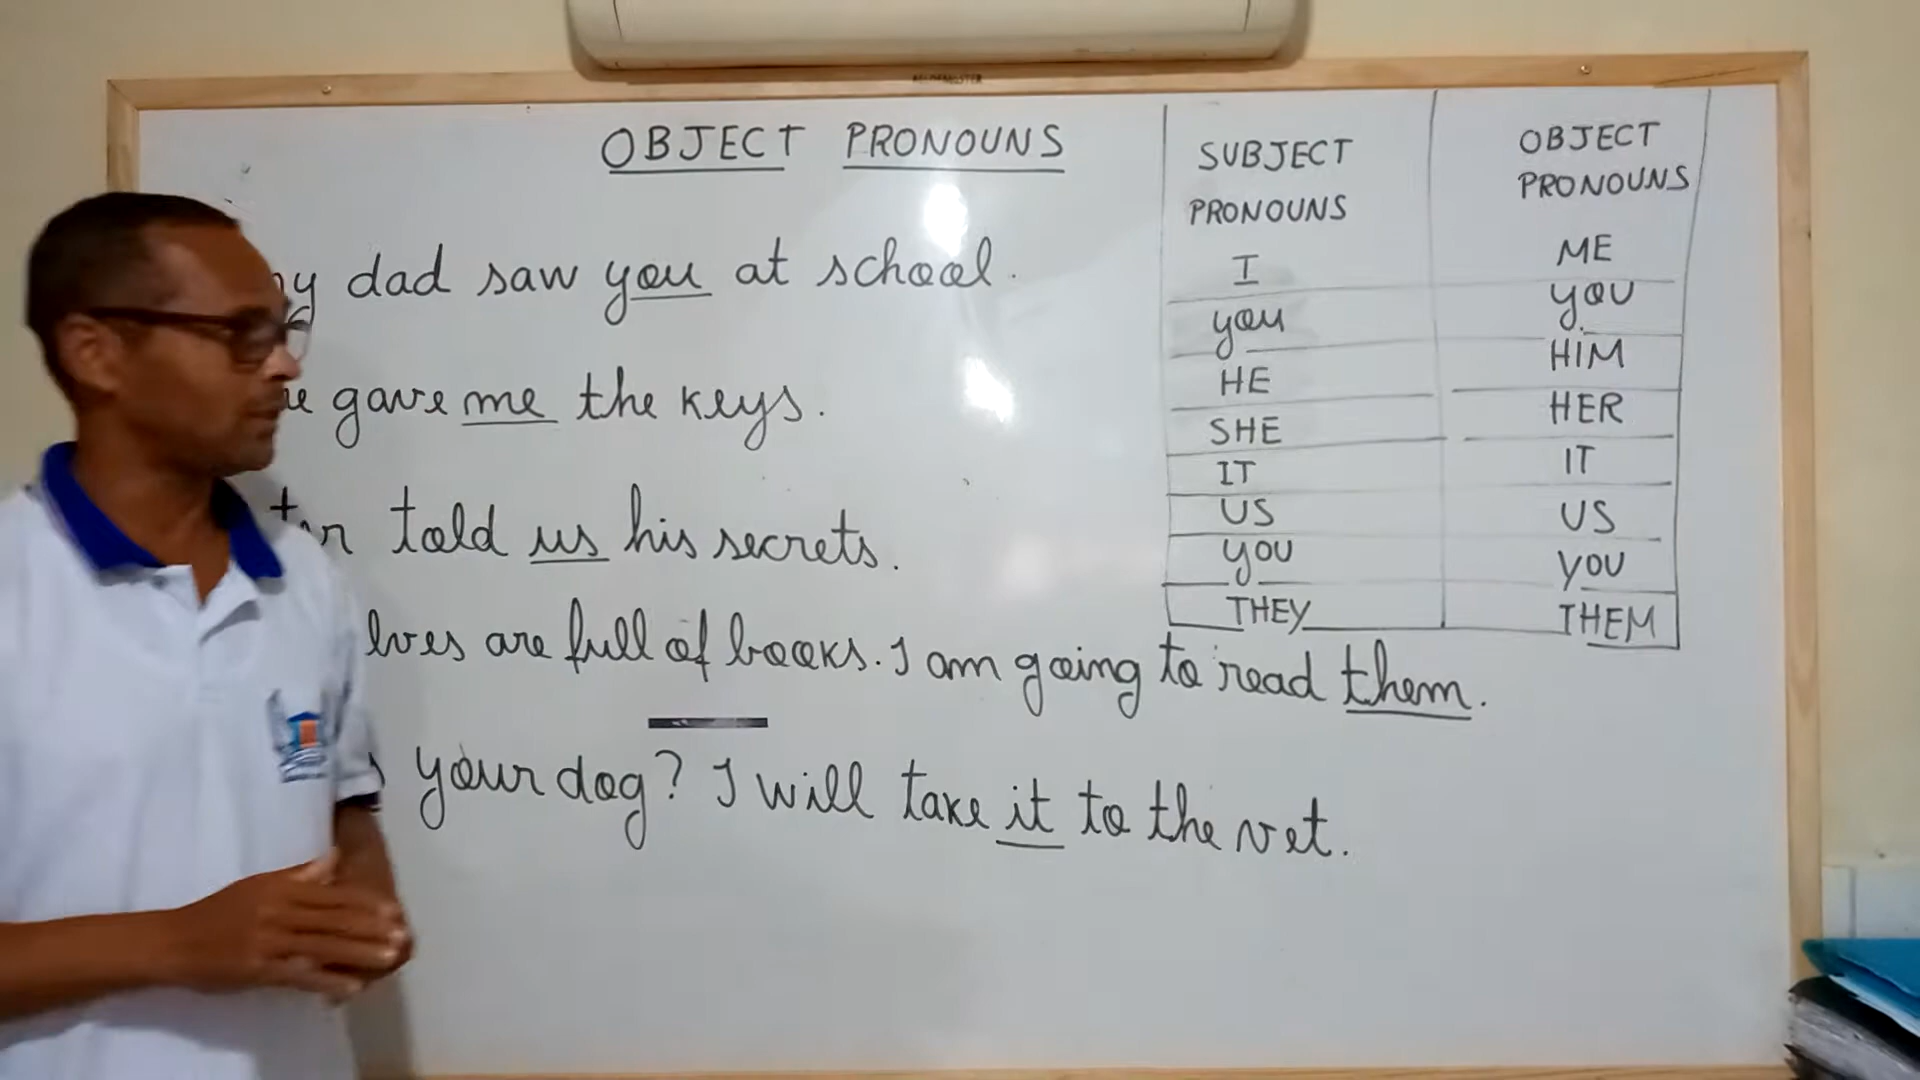 OBJECT PRONOUNS
dad saw you at school.
gave me the keys.
told us his secrets.
are full of books. I am going to read them.
your dog? I will take it to the vet.
SUBJECT
PRONOUNS
OBJECT
PRONOUNS
I ME
you you
HE HIM
SHE HER
IT IT
US US
you you
THEY THEM